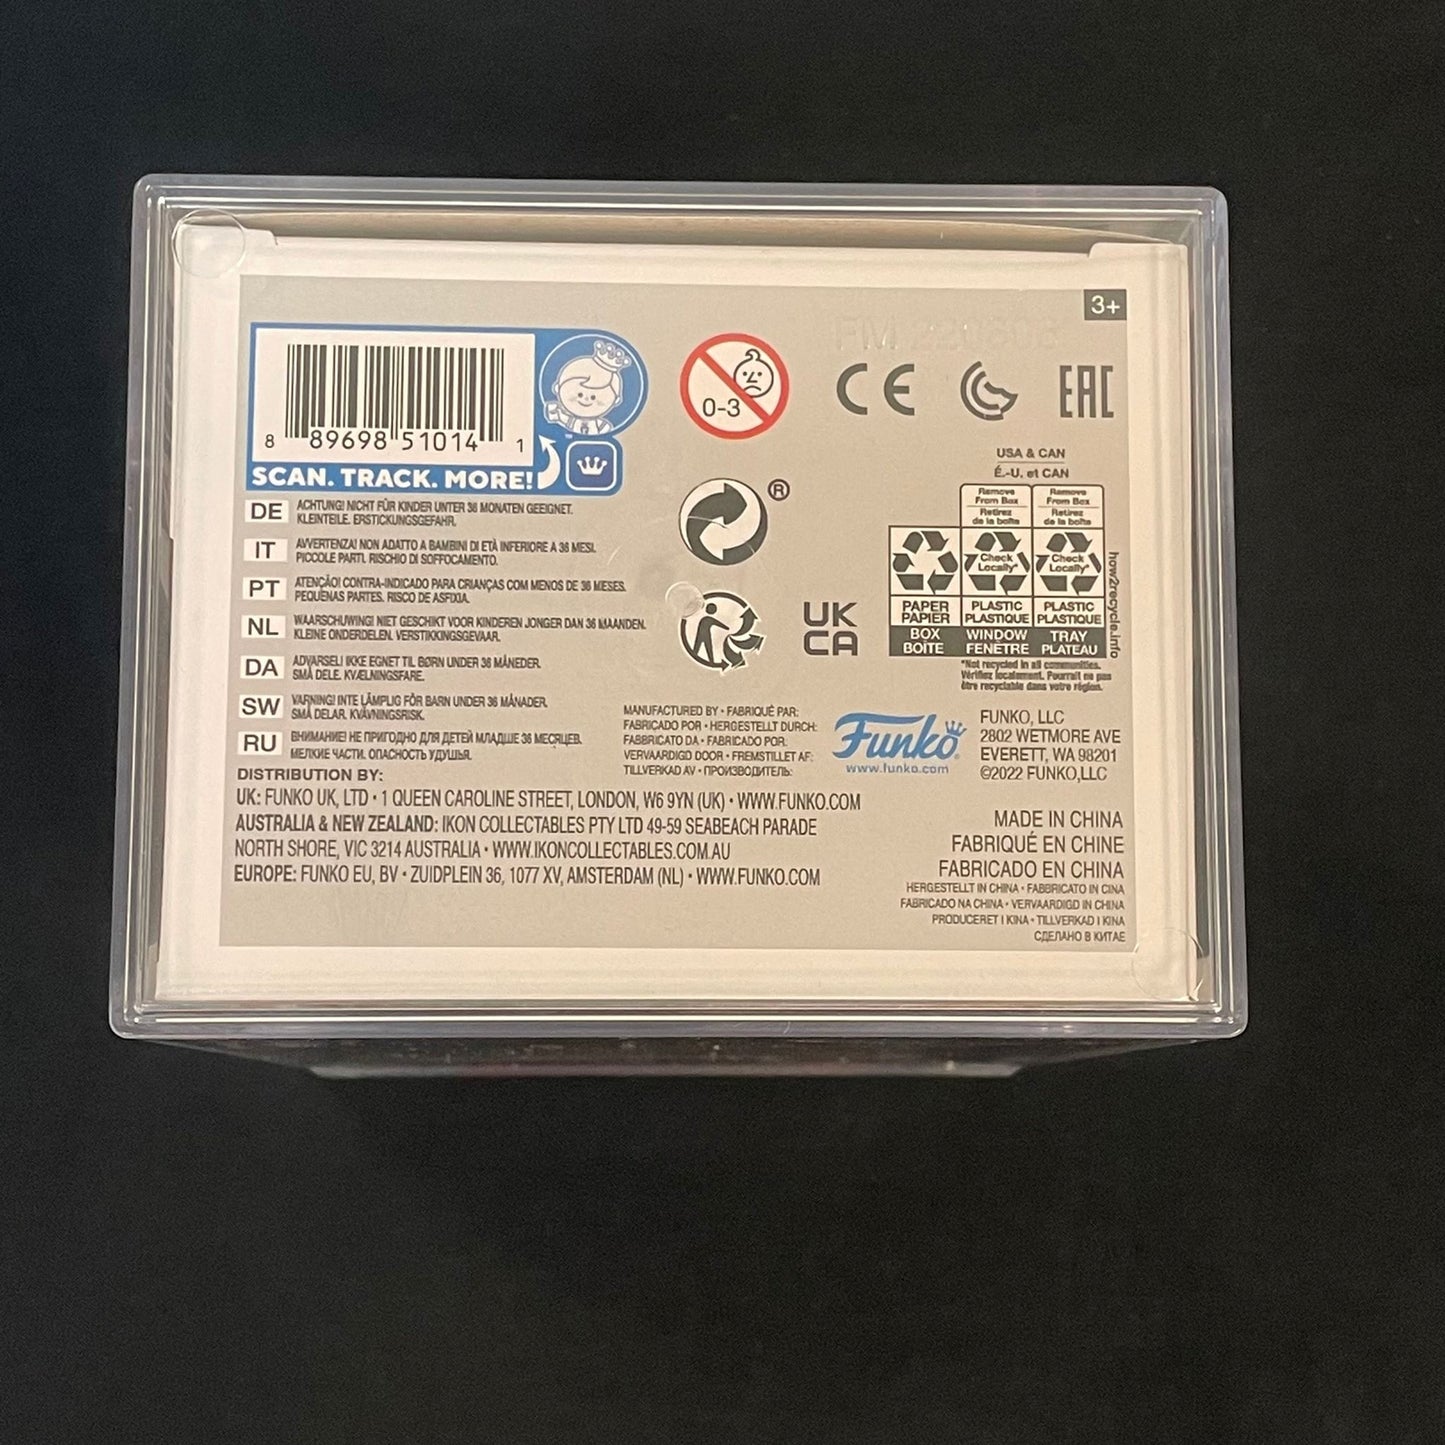 3+
FM
8 89698 51014 1
SCAN. TRACK. MORE!
™
0-3
CE
EAC
®
UK
CA
USA & CAN
É.-U. et CAN
Remove From Box
Retirez de la boîte
Remove From Box
Retirez de la boîte
Check Locally*
Check Locally*
PAPER PAPIER
PLASTIC PLASTIQUE
PLASTIC PLASTIQUE
BOX BOÎTE
WINDOW FENÊTRE
TRAY PLATEAU
how2recycle.info
*Not recycled in all communities.
Vérifiez localement. Pourrait ne pas
être recyclable dans votre région.
DE ACHTUNG! NICHT FÜR KINDER UNTER 36 MONATEN GEEIGNET.
KLEINTEILE. ERSTICKUNGSGEFAHR.
IT AVVERTENZA! NON ADATTO A BAMBINI DI ETÀ INFERIORE A 36 MESI.
PICCOLE PARTI. RISCHIO DI SOFFOCAMENTO.
PT ATENÇÃO! CONTRA-INDICADO PARA CRIANÇAS COM MENOS DE 36 MESES.
PEQUENAS PARTES. RISCO DE ASFIXIA.
NL WAARSCHUWING! NIET GESCHIKT VOOR KINDEREN JONGER DAN 36 MAANDEN.
KLEINE ONDERDELEN. VERSTIKKINGSGEVAAR.
DA ADVARSEL! IKKE EGNET TIL BØRN UNDER 36 MÅNEDER.
SMÅ DELE. KVÆLNINGSFARE.
SW VARNING! INTE LÄMPLIG FÖR BARN UNDER 36 MÅNADER.
SMÅ DELAR. KVÄVNINGSRISK.
RU ВНИМАНИЕ! НЕ ПРИГОДНО ДЛЯ ДЕТЕЙ МЛАДШЕ 36 МЕСЯЦЕВ.
МЕЛКИЕ ЧАСТИ. ОПАСНОСТЬ УДУШЬЯ.
MANUFACTURED BY • FABRIQUÉ PAR:
FABRICADO POR • HERGESTELLT DURCH:
FABBRICATO DA • FABRICADO POR:
VERVAARDIGD DOOR • FREMSTILLET AF:
TILLVERKAD AV • ПРОИЗВОДИТЕЛЬ:
Funko
www.funko.com
FUNKO, LLC
2802 WETMORE AVE
EVERETT, WA 98201
©2022 FUNKO,LLC
DISTRIBUTION BY:
UK: FUNKO UK, LTD • 1 QUEEN CAROLINE STREET, LONDON, W6 9YN (UK) • WWW.FUNKO.COM
AUSTRALIA & NEW ZEALAND: IKON COLLECTABLES PTY LTD 49-59 SEABEACH PARADE
NORTH SHORE, VIC 3214 AUSTRALIA • WWW.IKONCOLLECTABLES.COM.AU
EUROPE: FUNKO EU, BV • ZUIDPLEIN 36, 1077 XV, AMSTERDAM (NL) • WWW.FUNKO.COM
MADE IN CHINA
FABRIQUÉ EN CHINE
FABRICADO EN CHINA
HERGESTELLT IN CHINA • FABBRICATO IN CINA
FABRICADO NA CHINA • VERVAARDIGD IN CHINA
PRODUCERET I KINA • TILLVERKAD I KINA
СДЕЛАНО В КИТАЕ